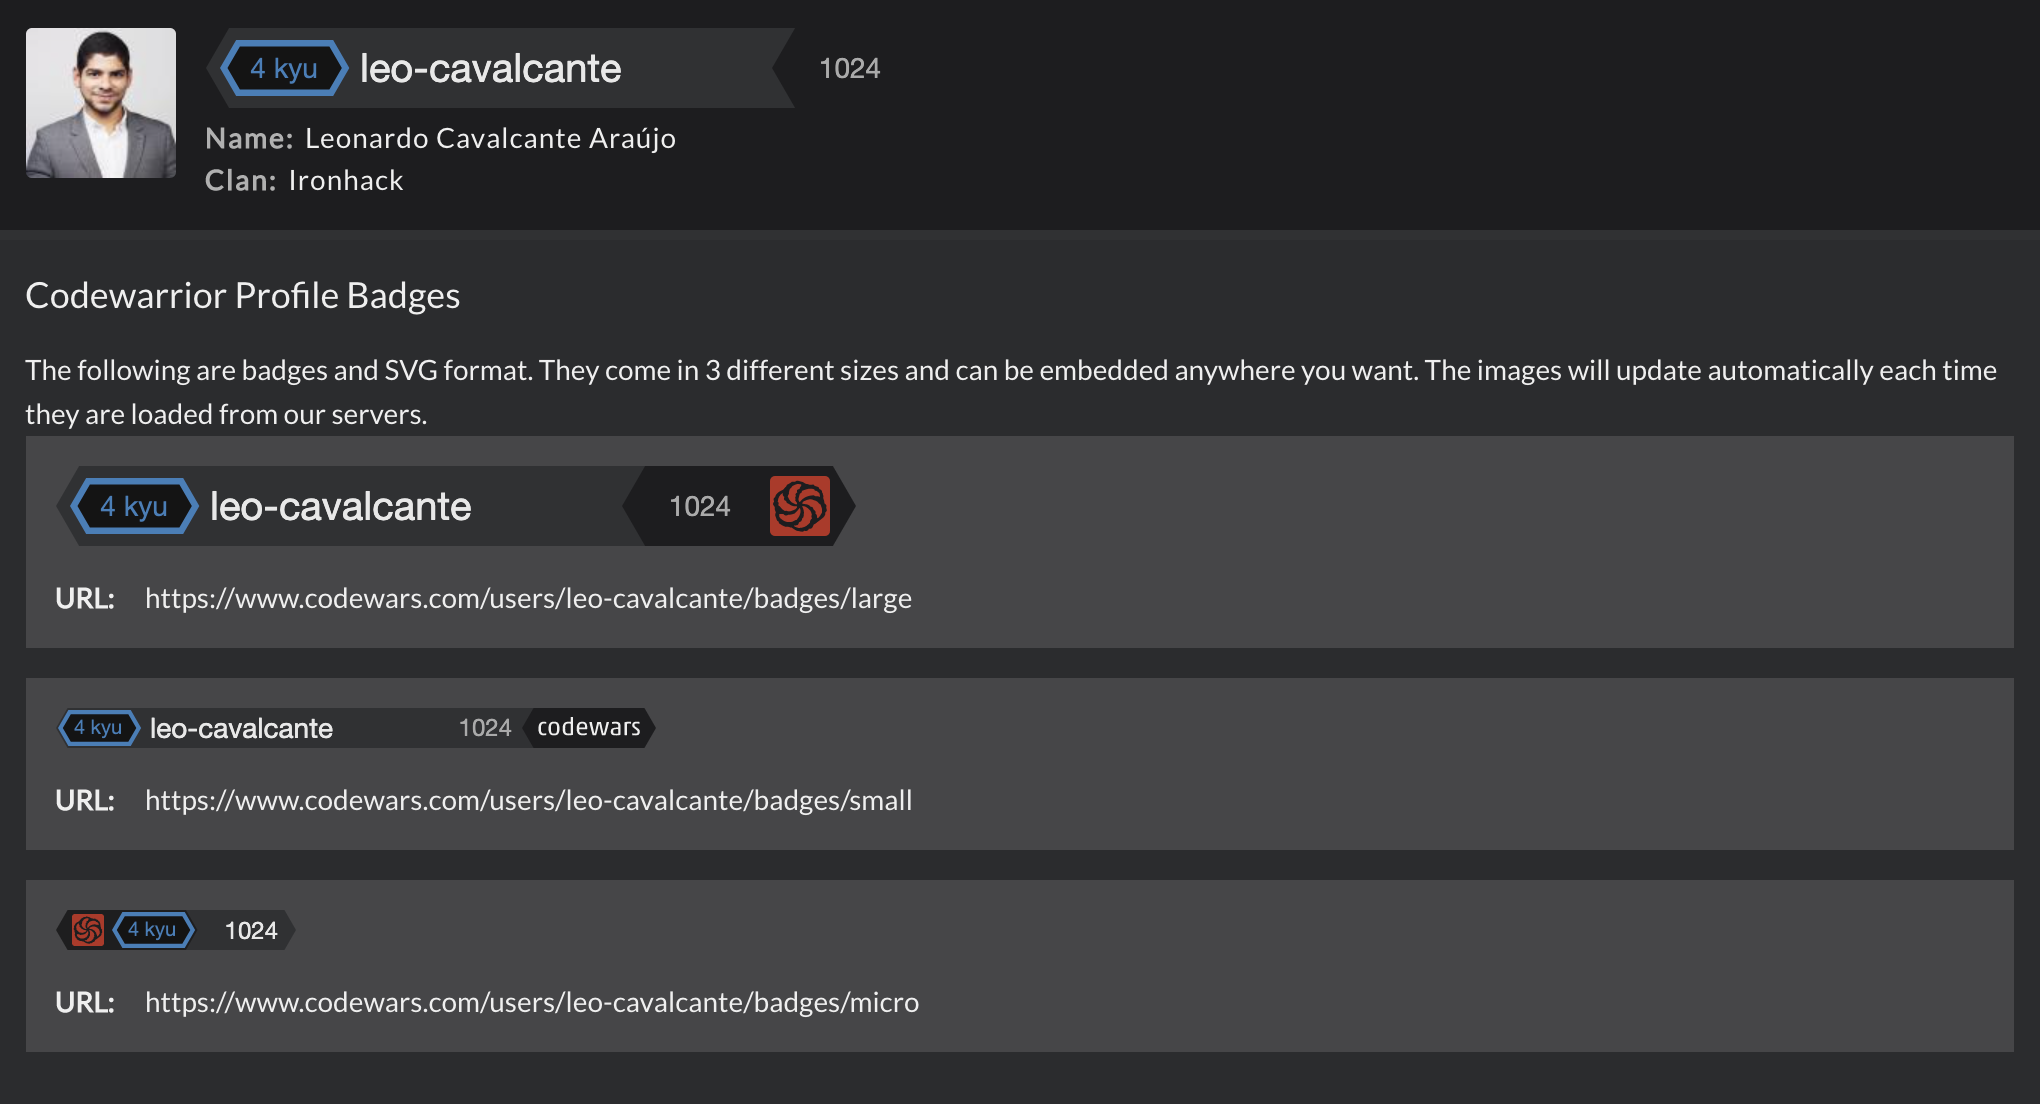 4 kyu leo-cavalcante 1024
Name: Leonardo Cavalcante Araújo
Clan: Ironhack
Codewarrior Profile Badges
The following are badges and SVG format. They come in 3 different sizes and can be embedded anywhere you want. The images will update automatically each time
they are loaded from our servers.
4 kyu leo-cavalcante 1024
URL: https://www.codewars.com/users/leo-cavalcante/badges/large
4 kyu leo-cavalcante 1024 codewars
URL: https://www.codewars.com/users/leo-cavalcante/badges/small
4 kyu 1024
URL: https://www.codewars.com/users/leo-cavalcante/badges/micro